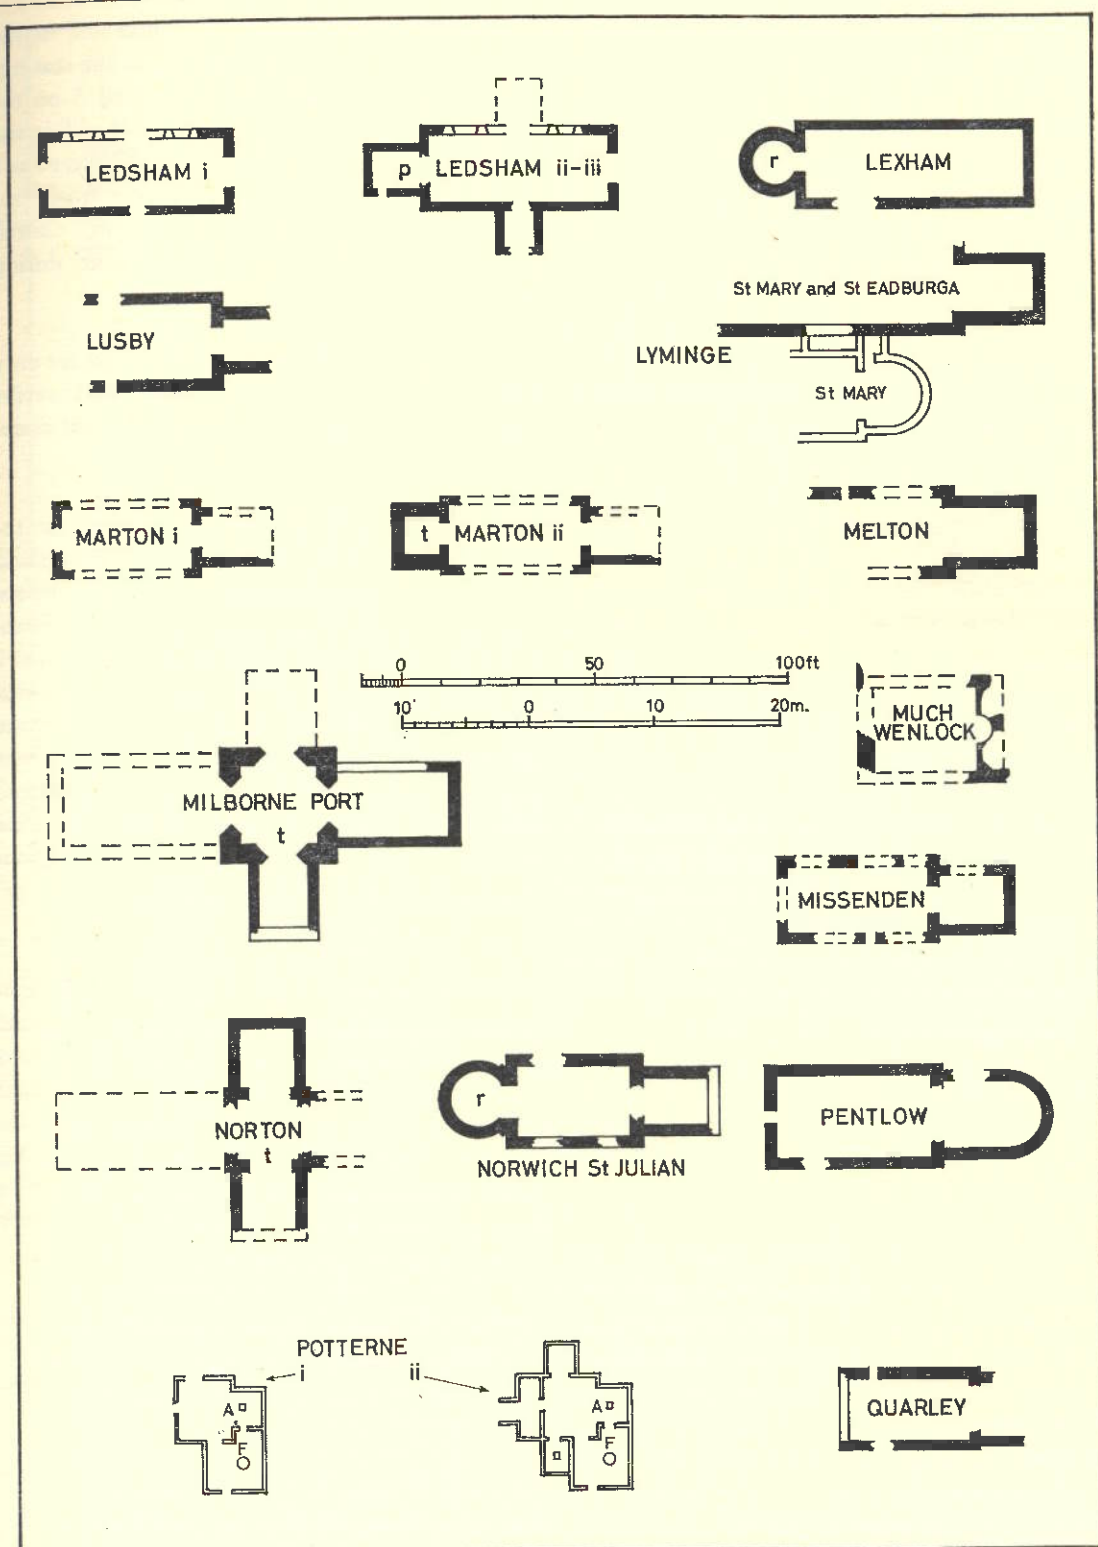 LEDSHAM i
p
LEDSHAM ii-iii
r
LEXHAM
LUSBY
St MARY and St EADBURGA
LYMINGE
St MARY
MARTON i
t
MARTON ii
MELTON
0 50 100ft
10 0 10 20m.
MUCH
WENLOCK
MILBORNE PORT
t
MISSENDEN
NORTON
t
r
NORWICH St JULIAN
PENTLOW
POTTERNE
i
ii
A
F
A
F
QUARLEY